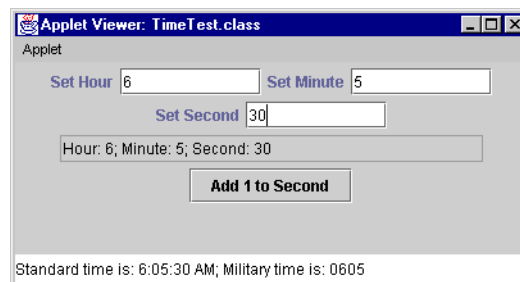 Applet Viewer: TimeTest.class
Applet
Set Hour 6 Set Minute 5
Set Second 30
Hour: 6; Minute: 5; Second: 30
Add 1 to Second
Standard time is: 6:05:30 AM; Military time is: 0605